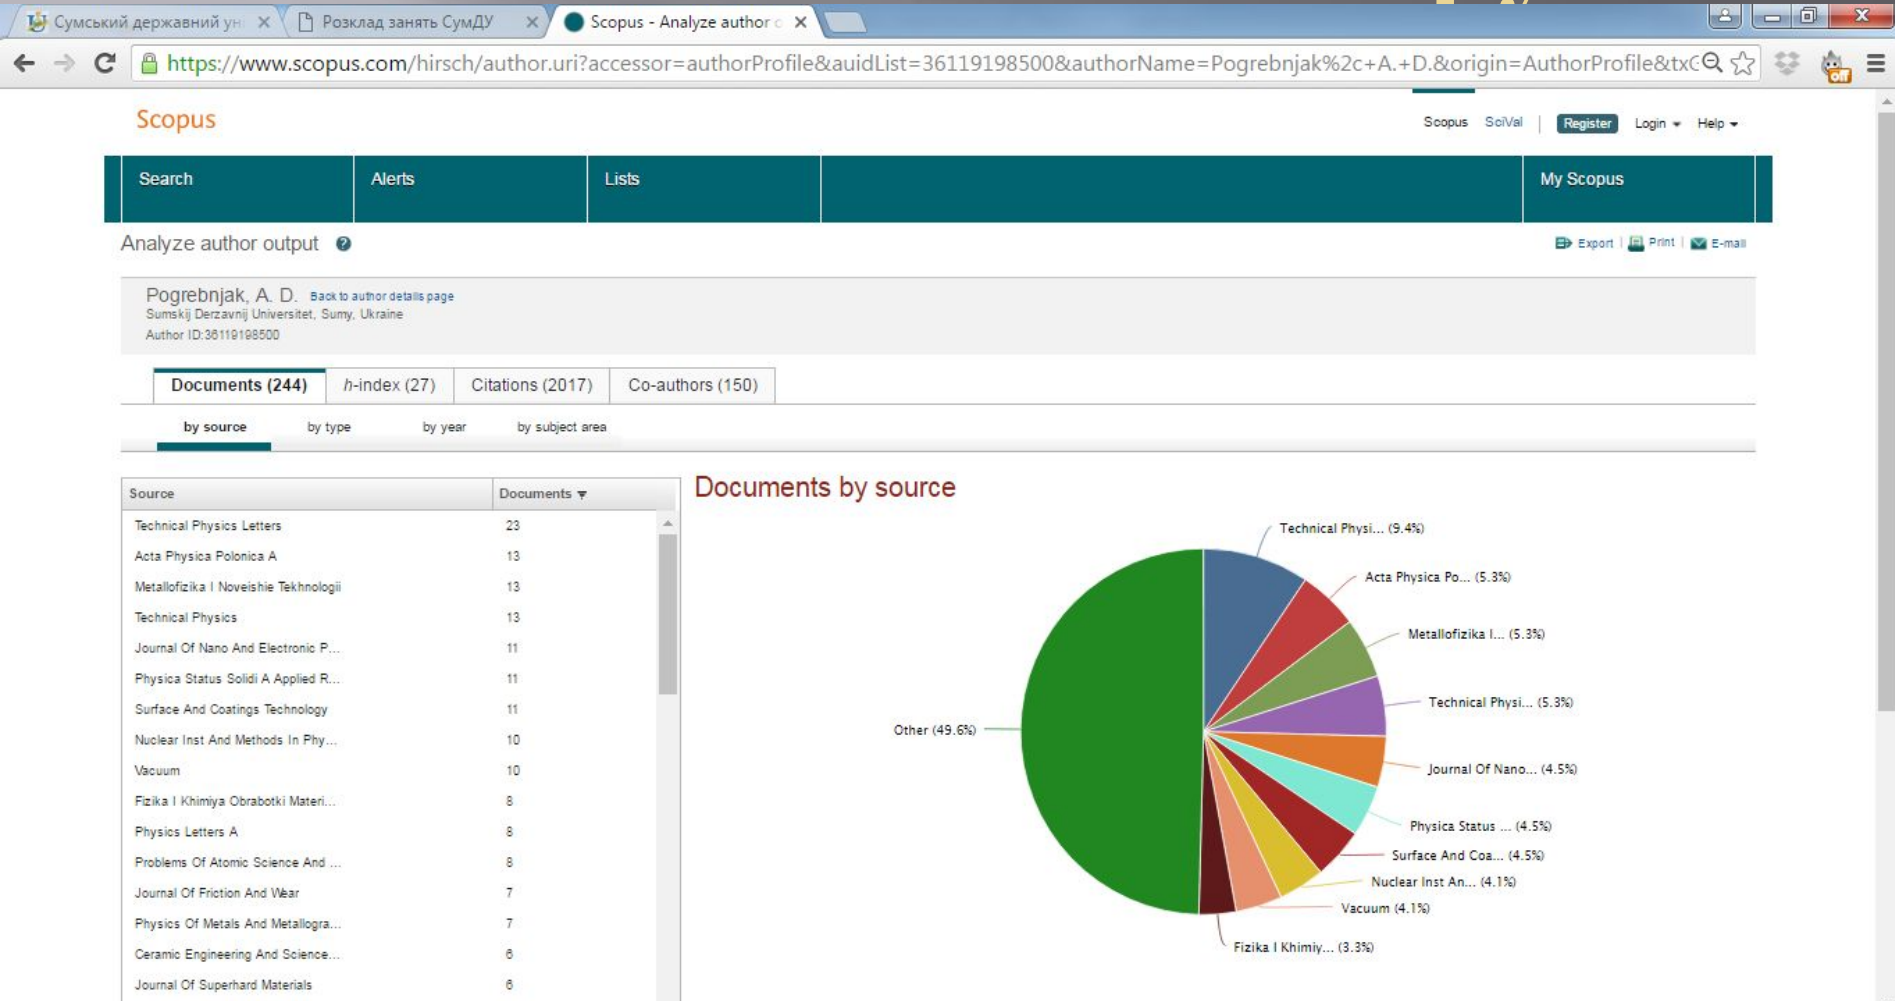 Сумський державний ун
Розклад занять СумДУ
Scopus - Analyze author o
https://www.scopus.com/hirsch/author.uri?accessor=authorProfile&auidList=36119198500&authorName=Pogrebnjak%2c+A.+D.&origin=AuthorProfile&txG
Off
Scopus
Scopus SciVal | Register Login Help
Search Alerts Lists My Scopus
Analyze author output ?
Export | Print | E-mail
Pogrebnjak, A. D. Back to author details page
Sumskij Derzavnij Universitet, Sumy, Ukraine
Author ID:36119198500
Documents (244) h-index (27) Citations (2017) Co-authors (150)
by source by type by year by subject area
Source Documents
Technical Physics Letters 23
Acta Physica Polonica A 13
Metallofizika I Noveishie Tekhnologii 13
Technical Physics 13
Journal Of Nano And Electronic P... 11
Physica Status Solidi A Applied R... 11
Surface And Coatings Technology 11
Nuclear Inst And Methods In Phy... 10
Vacuum 10
Fizika I Khimiya Obrabotki Materi... 8
Physics Letters A 8
Problems Of Atomic Science And ... 8
Journal Of Friction And Wear 7
Physics Of Metals And Metallogra... 7
Ceramic Engineering And Science... 6
Journal Of Superhard Materials 6
Documents by source
Technical Physi... (9.4%)
Acta Physica Po... (5.3%)
Metallofizika I... (5.3%)
Technical Physi... (5.3%)
Journal Of Nano... (4.5%)
Physica Status ... (4.5%)
Surface And Coa... (4.5%)
Nuclear Inst An... (4.1%)
Vacuum (4.1%)
Fizika I Khimiy... (3.3%)
Other (49.6%)